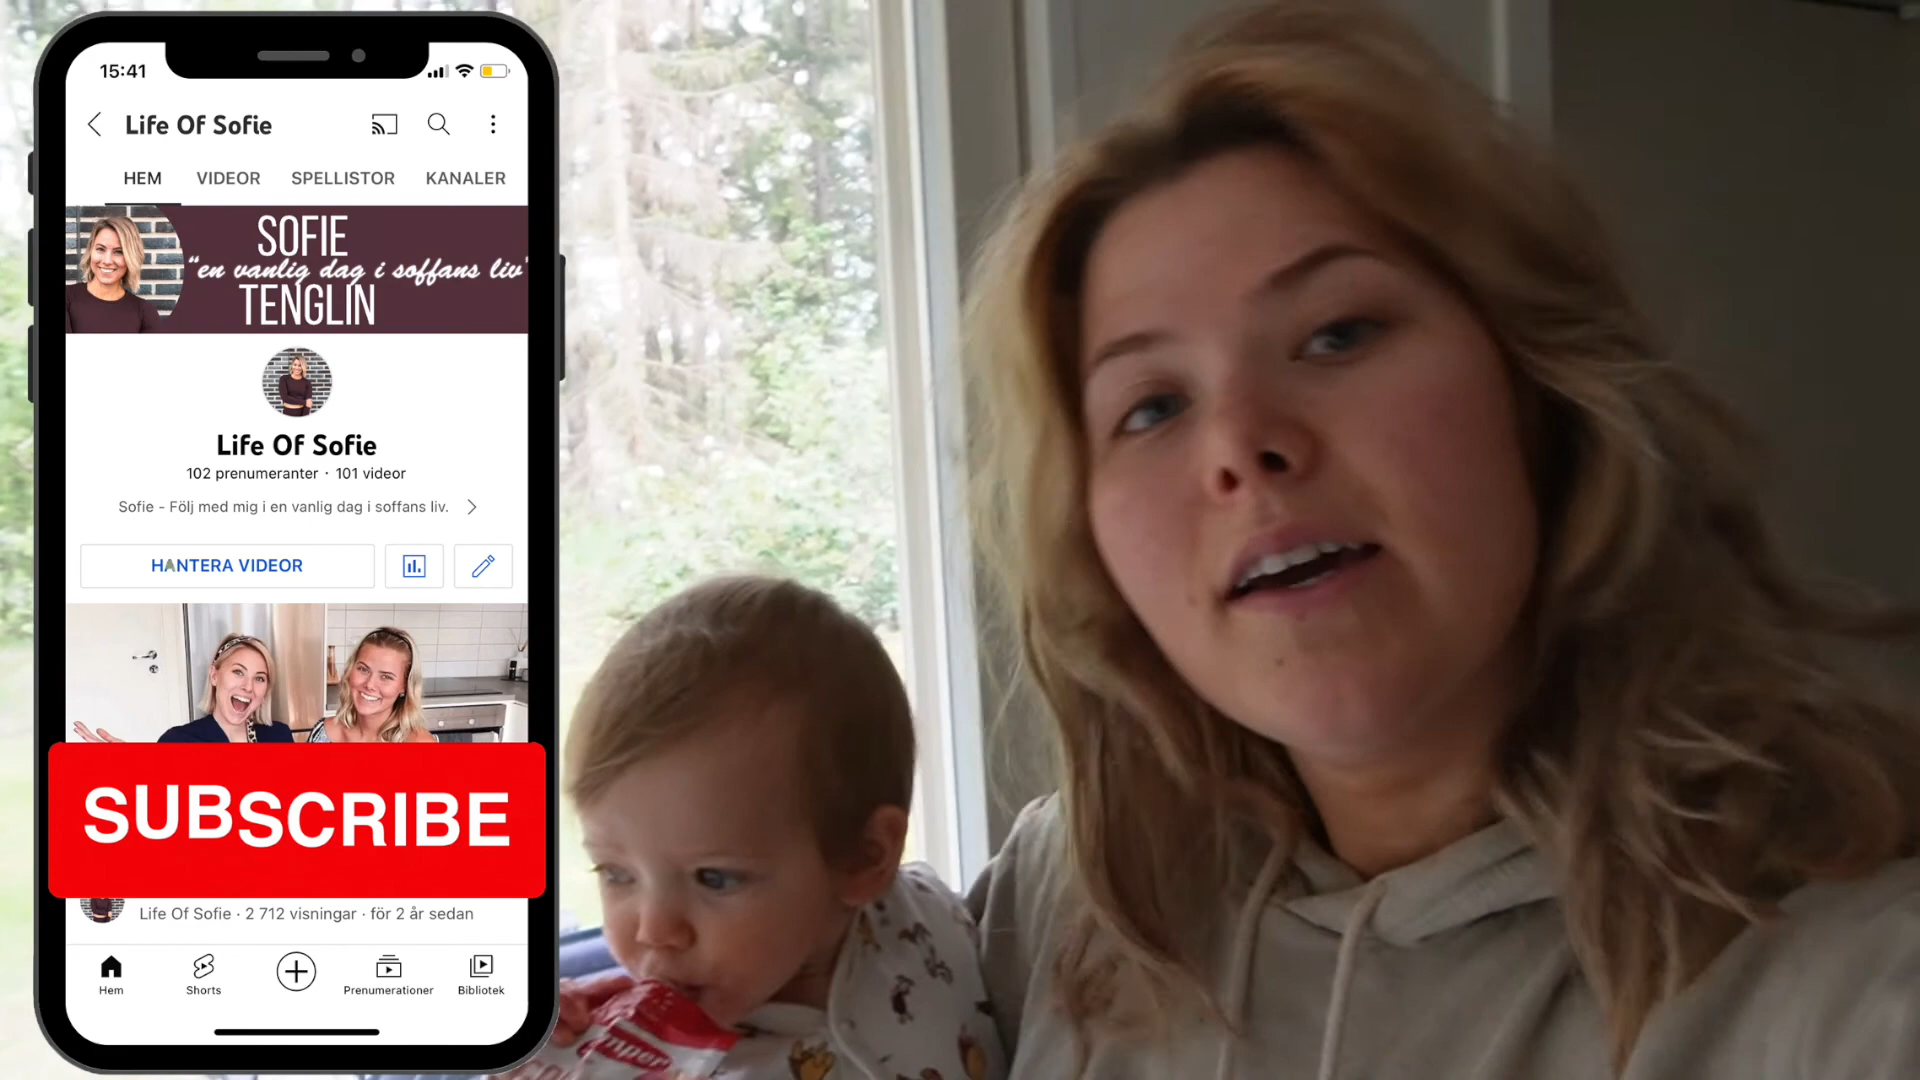 15:41
Life Of Sofie
HEM VIDEOR SPELLISTOR KANALER
SOFIE
"en vanlig dag i soffans liv"
TENGLIN
Life Of Sofie
102 prenumeranter · 101 videor
Sofie - Följ med mig i en vanlig dag i soffans liv.
HANTERA VIDEOR
SUBSCRIBE
Life Of Sofie · 2 712 visningar · för 2 år sedan
Hem Shorts Prenumerationer Bibliotek